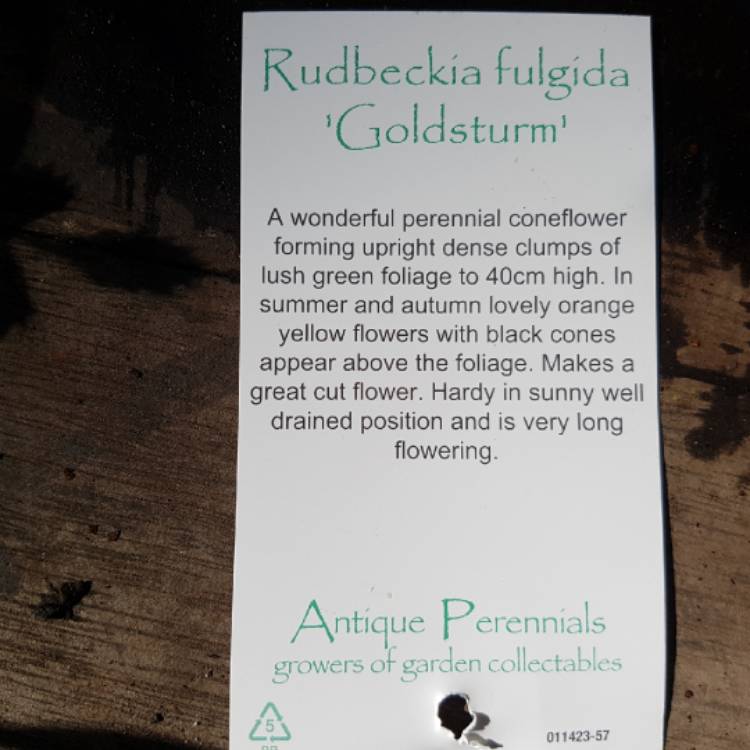 Rudbeckia fulgida
'Goldsturm'
A wonderful perennial coneflower
forming upright dense clumps of
lush green foliage to 40cm high. In
summer and autumn lovely orange
yellow flowers with black cones
appear above the foliage. Makes a
great cut flower. Hardy in sunny well
drained position and is very long
flowering.
Antique Perennials
growers of garden collectables
5
011423-57